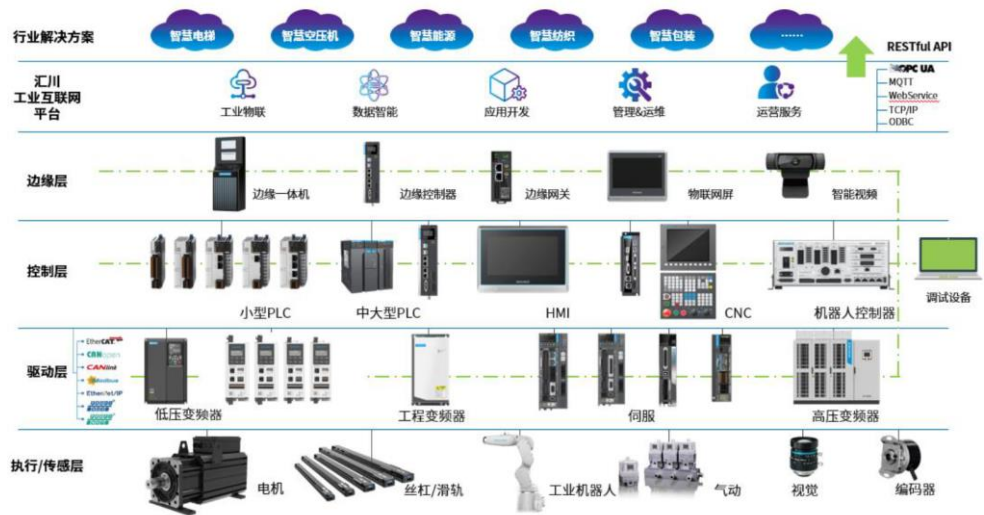 行业解决方案
智慧电梯
智慧空压机
智慧能源
智慧纺织
智慧包装
......
RESTful API
汇川
工业互联网
平台
工业物联
数据智能
应用开发
管理&运维
运营服务
OPC UA
MQTT
WebService
TCP/IP
ODBC
边缘层
边缘一体机
边缘控制器
边缘网关
物联网屏
智能视频
控制层
小型PLC
中大型PLC
HMI
CNC
机器人控制器
调试设备
驱动层
EtherCAT
CANopen
CANlink
Modbus
EtherNet/IP
低压变频器
工程变频器
伺服
高压变频器
执行/传感层
电机
丝杠/滑轨
工业机器人
气动
视觉
编码器